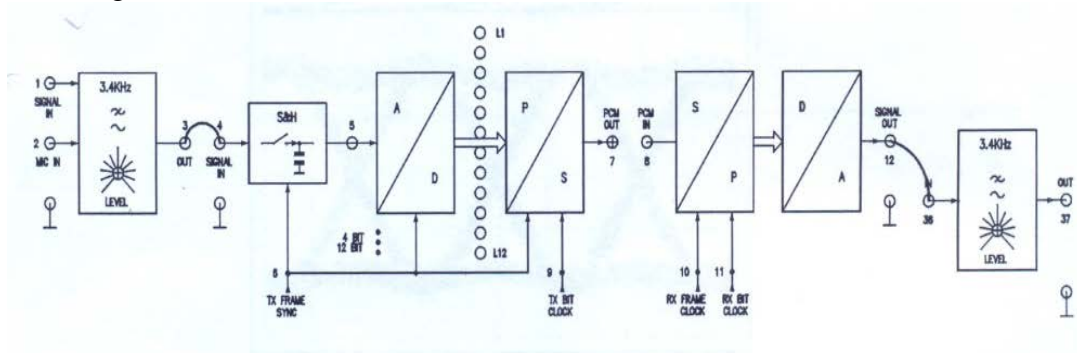 L1
3.4KHz
1
SIGNAL
IN
2
MIC IN
LEVEL
3
OUT
4
SIGNAL
IN
S&H
5
A
D
4 BIT
12 BIT
L12
P
S
PCM
OUT
7
PCM
IN
8
S
P
D
A
SIGNAL
OUT
12
IN
36
3.4KHz
LEVEL
OUT
37
6
TX FRAME
SYNC
9
TX BIT
CLOCK
10
RX FRAME
CLOCK
11
RX BIT
CLOCK